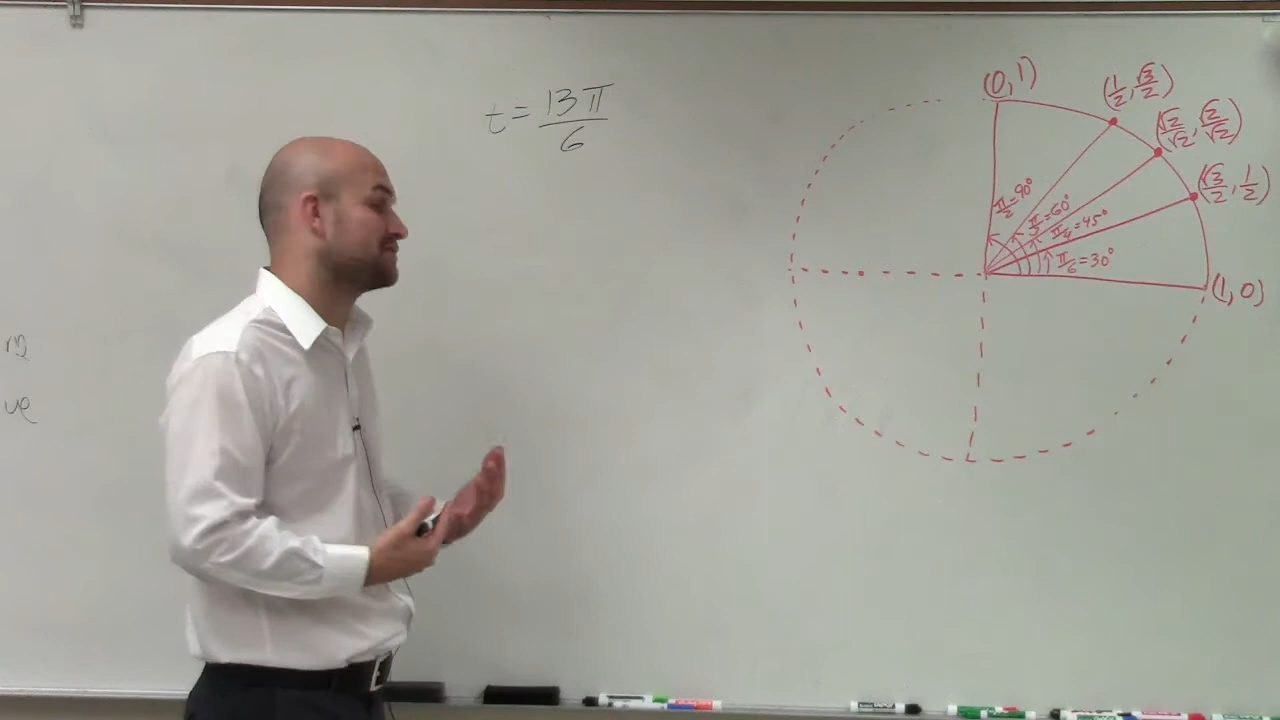 t = 13π/6
(0, 1)
(1/2, √3/2)
(√2/√2, √2/√2)
(√3/2, 1/2)
π/2 = 90°
π/3 = 60°
π/4 = 45°
π/6 = 30°
(1, 0)
ue